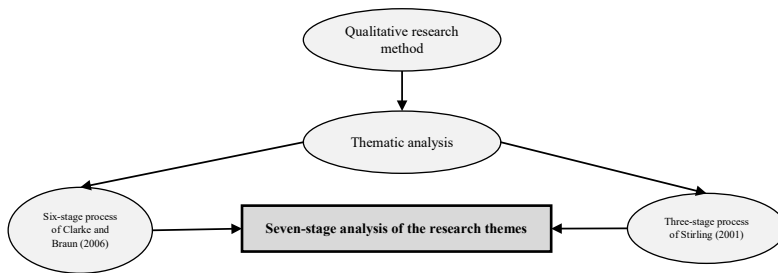 Qualitative research
method
Thematic analysis
Six-stage process
of Clarke and
Braun (2006)
Seven-stage analysis of the research themes
Three-stage process
of Stirling (2001)